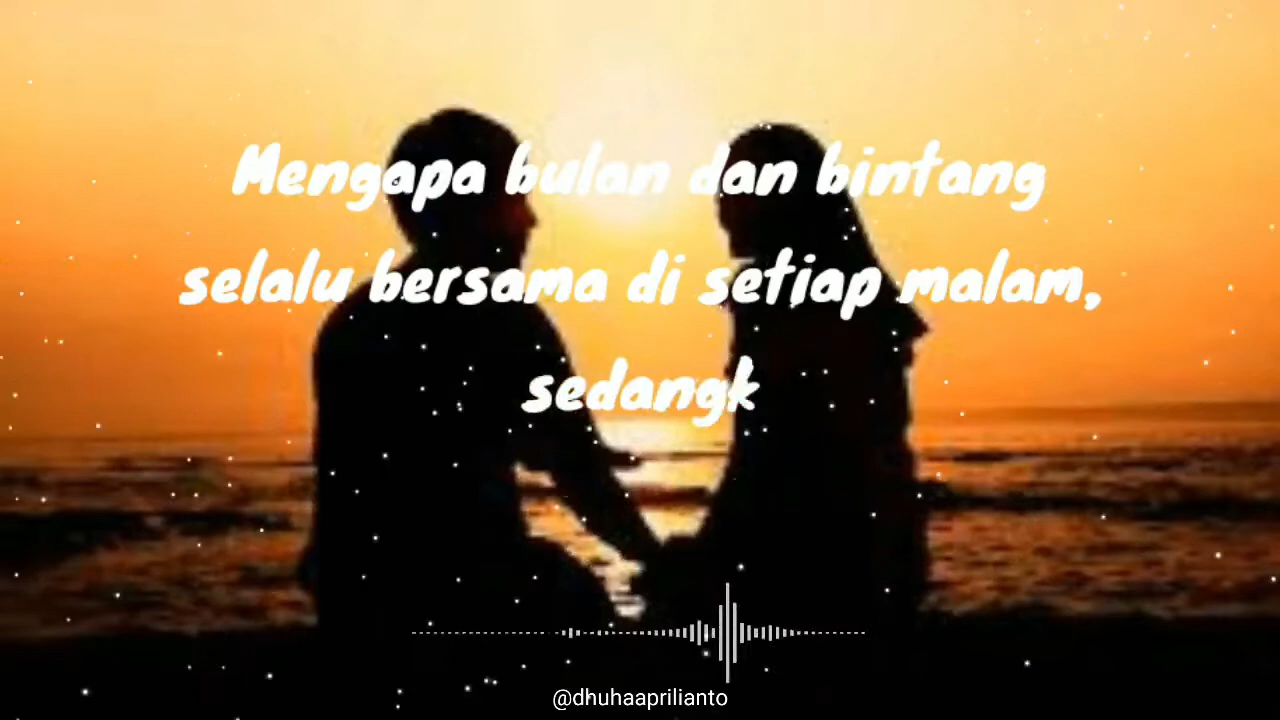 Mengapa bulan dan bintang
selalu bersama di setiap malam,
sedangk
@dhuhaaprilianto